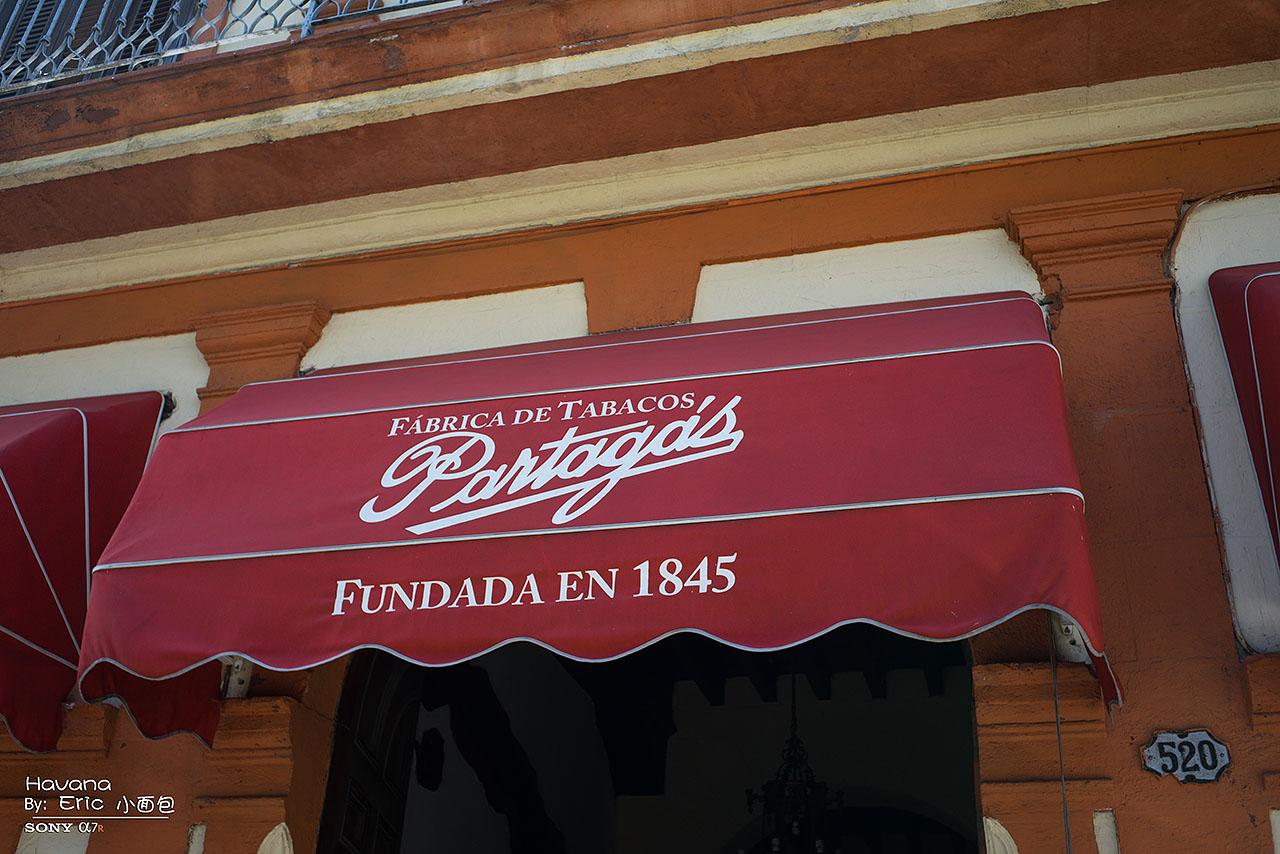 FÁBRICA DE TABACOS
Partagás
FUNDADA EN 1845
520
Havana
By: Eric 小面包
SONY α7R